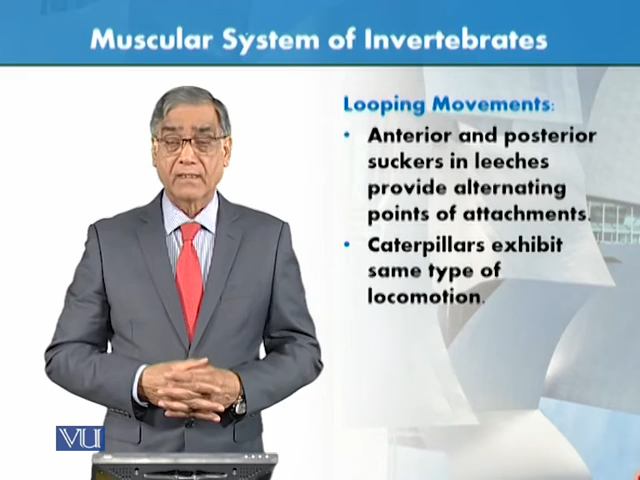 Muscular System of Invertebrates
Looping Movements:
• Anterior and posterior
suckers in leeches
provide alternating
points of attachments.
• Caterpillars exhibit
same type of
locomotion.
VU